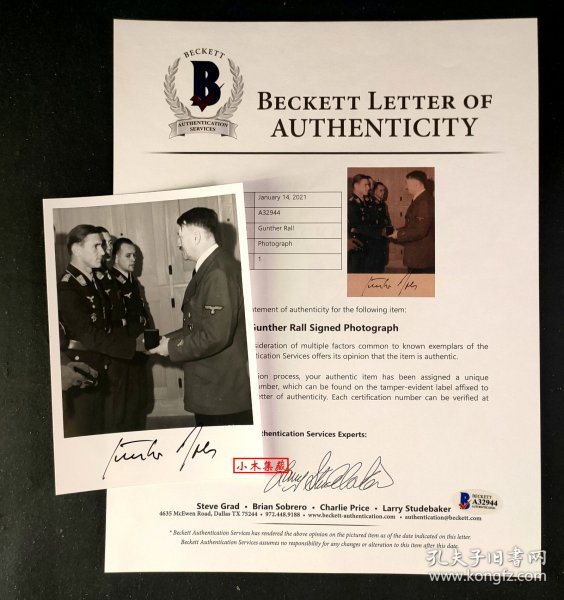 BECKETT
B
AUTHENTICATION
SERVICES
BECKETT LETTER OF
AUTHENTICITY
January 14, 2021
A32944
Gunther Rall
Photograph
1
tement of authenticity for the following item:
Gunther Rall Signed Photograph
sideration of multiple factors common to known exemplars of the
ntication Services offers its opinion that the item is authentic.
tion process, your authentic item has been assigned a unique
umber, which can be found on the tamper-evident label affixed to
etter of authenticity. Each certification number can be verified at
uthentication Services Experts:
小木集藏
Steve Grad • Brian Sobrero • Charlie Price • Larry Studebaker
4635 McEwen Road, Dallas TX 75244 • 972.448.9188 • www.beckett-authentication.com • authentication@beckett.com
BECKETT
A32944
* Beckett Authentication Services has rendered the above opinion on the pictured item as of the date indicated on this letter.
Beckett Authentication Services assumes no responsibility for any changes or alteration to this item after this date.
孔夫子旧书网
www.kongfz.com